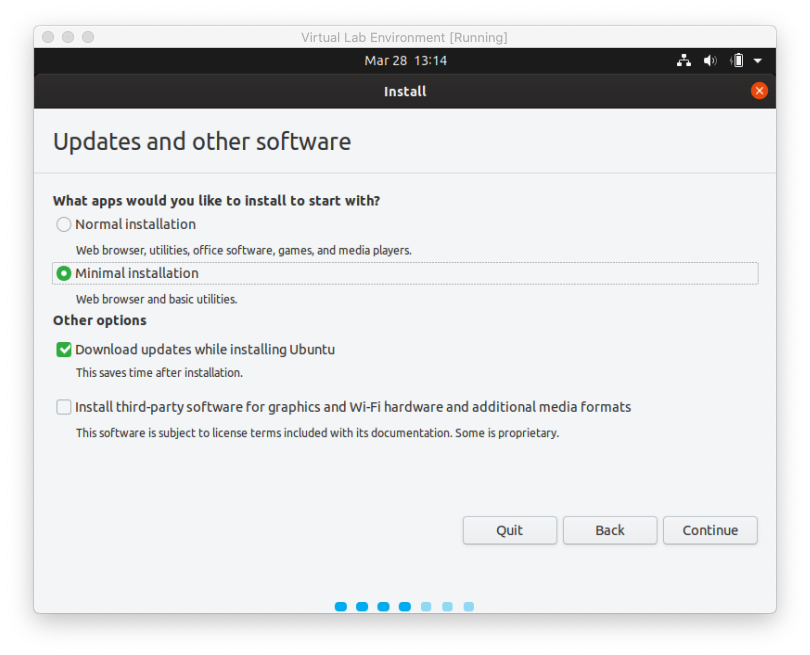 Virtual Lab Environment [Running]
Mar 28 13:14
Install
Updates and other software
What apps would you like to install to start with?
Normal installation
Web browser, utilities, office software, games, and media players.
Minimal installation
Web browser and basic utilities.
Other options
Download updates while installing Ubuntu
This saves time after installation.
Install third-party software for graphics and Wi-Fi hardware and additional media formats
This software is subject to license terms included with its documentation. Some is proprietary.
Quit
Back
Continue